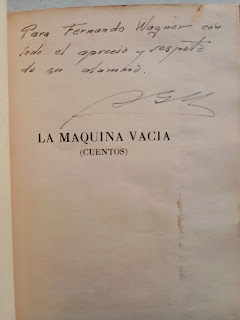 Para Fernando Wagner con
todo el aprecio y respeto
de su alumno.
LA MAQUINA VACIA
(CUENTOS)